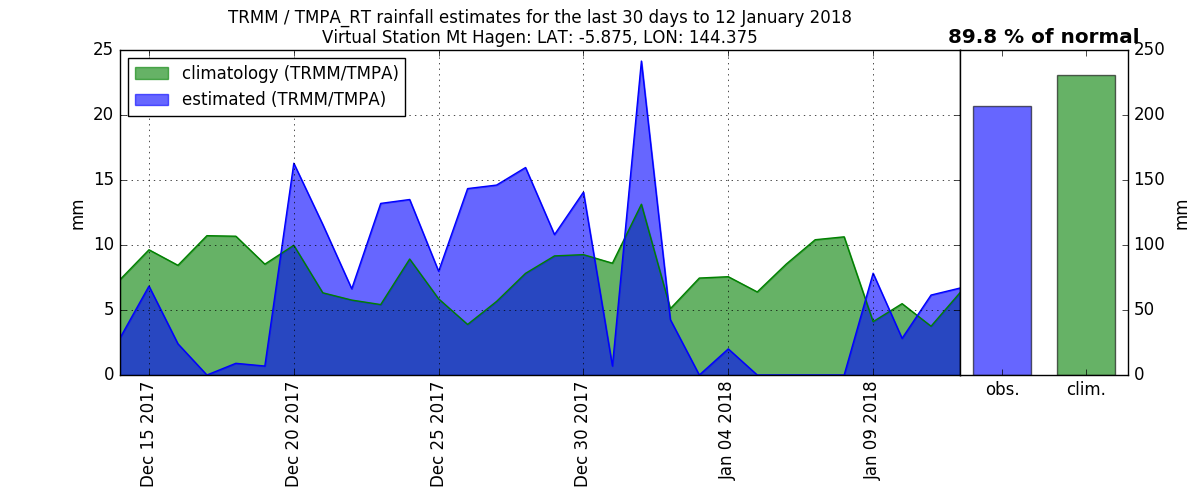 TRMM / TMPA_RT rainfall estimates for the last 30 days to 12 January 2018
Virtual Station Mt Hagen: LAT: -5.875, LON: 144.375
89.8 % of normal
climatology (TRMM/TMPA)
estimated (TRMM/TMPA)
25
20
15
10
5
0
mm
Dec 15 2017
Dec 20 2017
Dec 25 2017
Dec 30 2017
Jan 04 2018
Jan 09 2018
250
200
150
100
50
0
mm
obs.
clim.